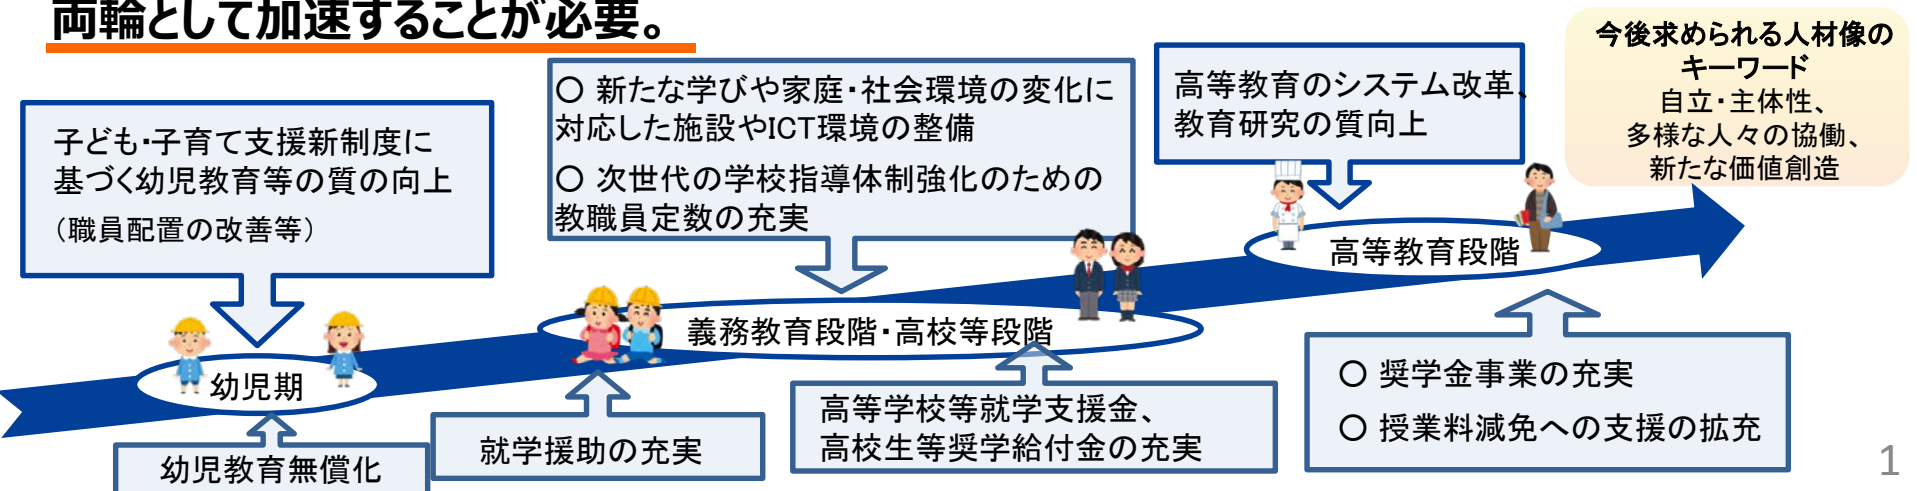 両輪として加速することが必要。
今後求められる人材像の
キーワード
自立・主体性、
多様な人々の協働、
新たな価値創造
子ども・子育て支援新制度に
基づく幼児教育等の質の向上
（職員配置の改善等）
〇 新たな学びや家庭・社会環境の変化に
対応した施設やICT環境の整備
〇 次世代の学校指導体制強化のための
教職員定数の充実
高等教育のシステム改革、
教育研究の質向上
幼児期
義務教育段階・高校等段階
高等教育段階
幼児教育無償化
就学援助の充実
高等学校等就学支援金、
高校生等奨学給付金の充実
〇 奨学金事業の充実
〇 授業料減免への支援の拡充
1